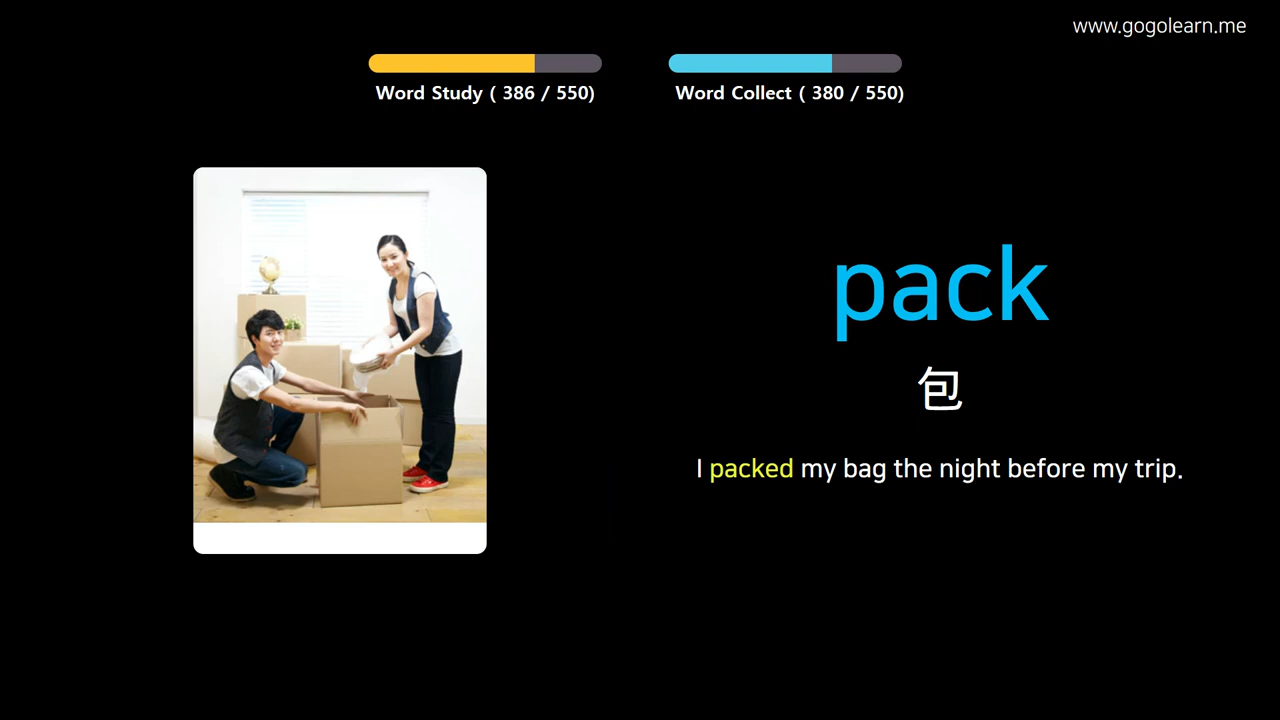 www.gogolearn.me
Word Study ( 386 / 550)
Word Collect ( 380 / 550)
pack
包
I packed my bag the night before my trip.